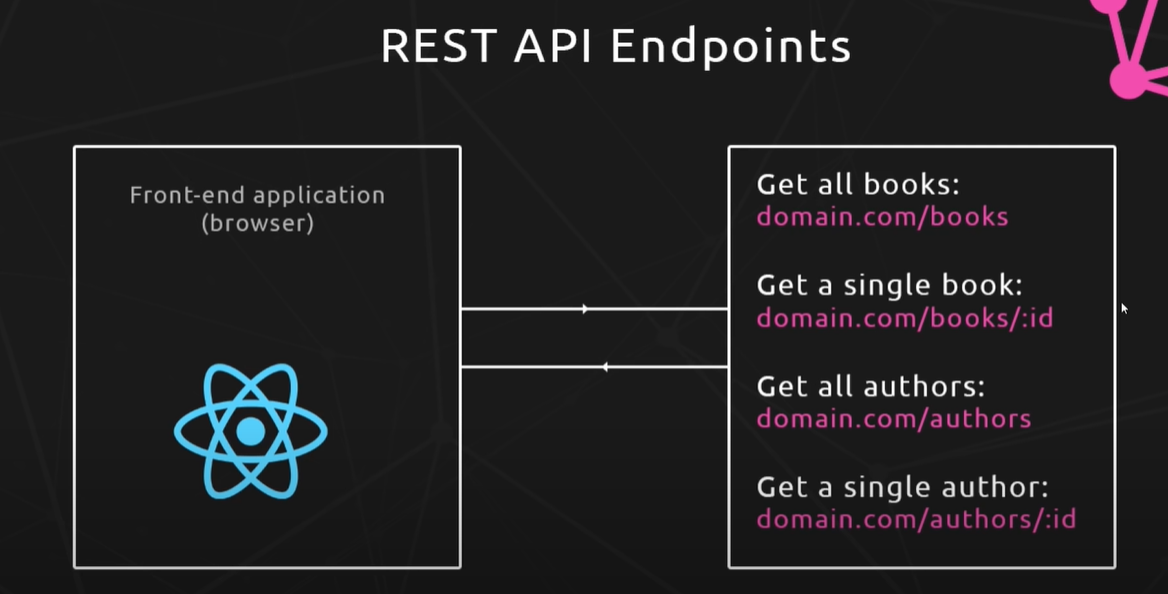 REST API Endpoints
Front-end application
(browser)
Get all books:
domain.com/books
Get a single book:
domain.com/books/:id
Get all authors:
domain.com/authors
Get a single author:
domain.com/authors/:id